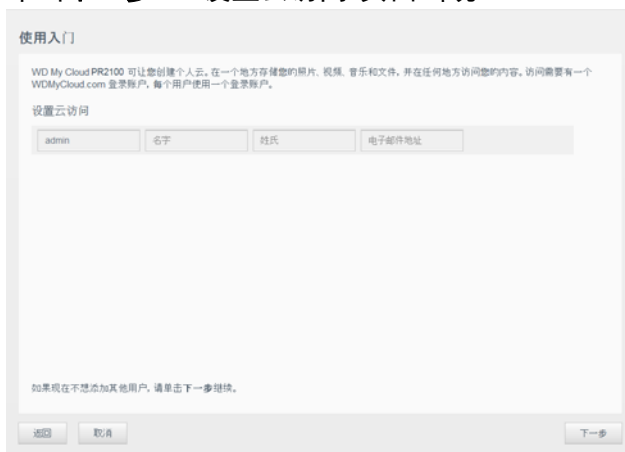 使用入门
WD My Cloud PR2100 可让您创建个人云。在一个地方存储您的照片、视频、音乐和文件，并在任何地方访问您的内容。访问需要有一个
WDMyCloud.com 登录账户，每个用户使用一个登录账户。
设置云访问
admin 名字 姓氏 电子邮件地址
如果现在不想添加其他用户，请单击下一步继续。
返回 取消 下一步